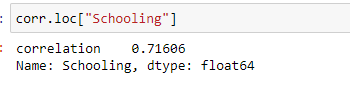 : corr.loc["Schooling"]
: correlation    0.71606
Name: Schooling, dtype: float64